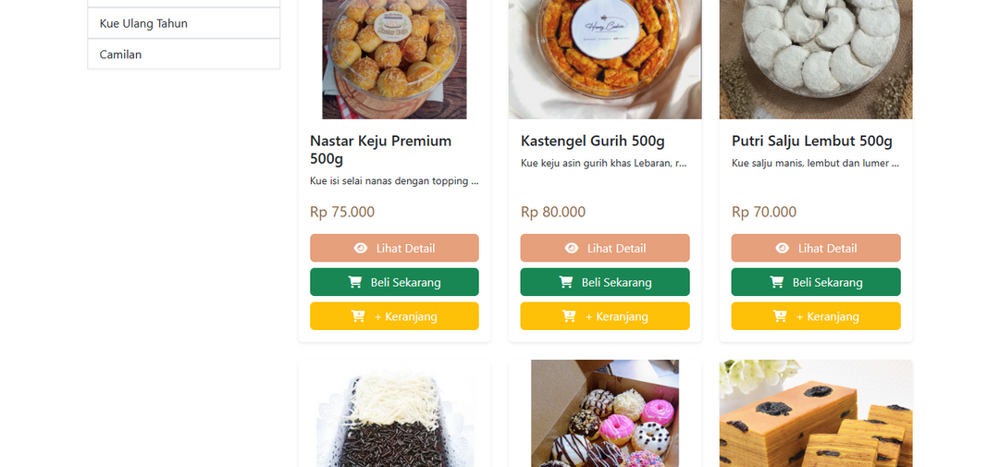 Kue Ulang Tahun
Camilan
Nastar Keju Premium
500g
Kue isi selai nanas dengan topping ...
Rp 75.000
Lihat Detail
Beli Sekarang
+ Keranjang
Kastengel Gurih 500g
Kue keju asin gurih khas Lebaran, r...
Rp 80.000
Lihat Detail
Beli Sekarang
+ Keranjang
Putri Salju Lembut 500g
Kue salju manis, lembut dan lumer ...
Rp 70.000
Lihat Detail
Beli Sekarang
+ Keranjang